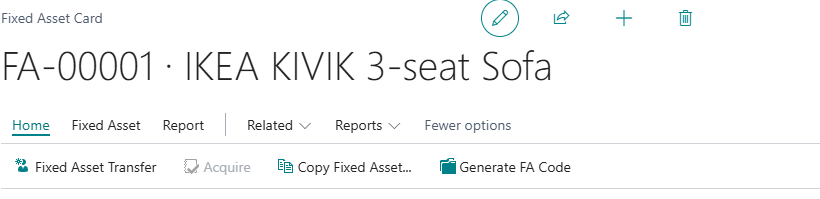 Fixed Asset Card
FA-00001 · IKEA KIVIK 3-seat Sofa
Home Fixed Asset Report Related Reports Fewer options
Fixed Asset Transfer Acquire Copy Fixed Asset... Generate FA Code